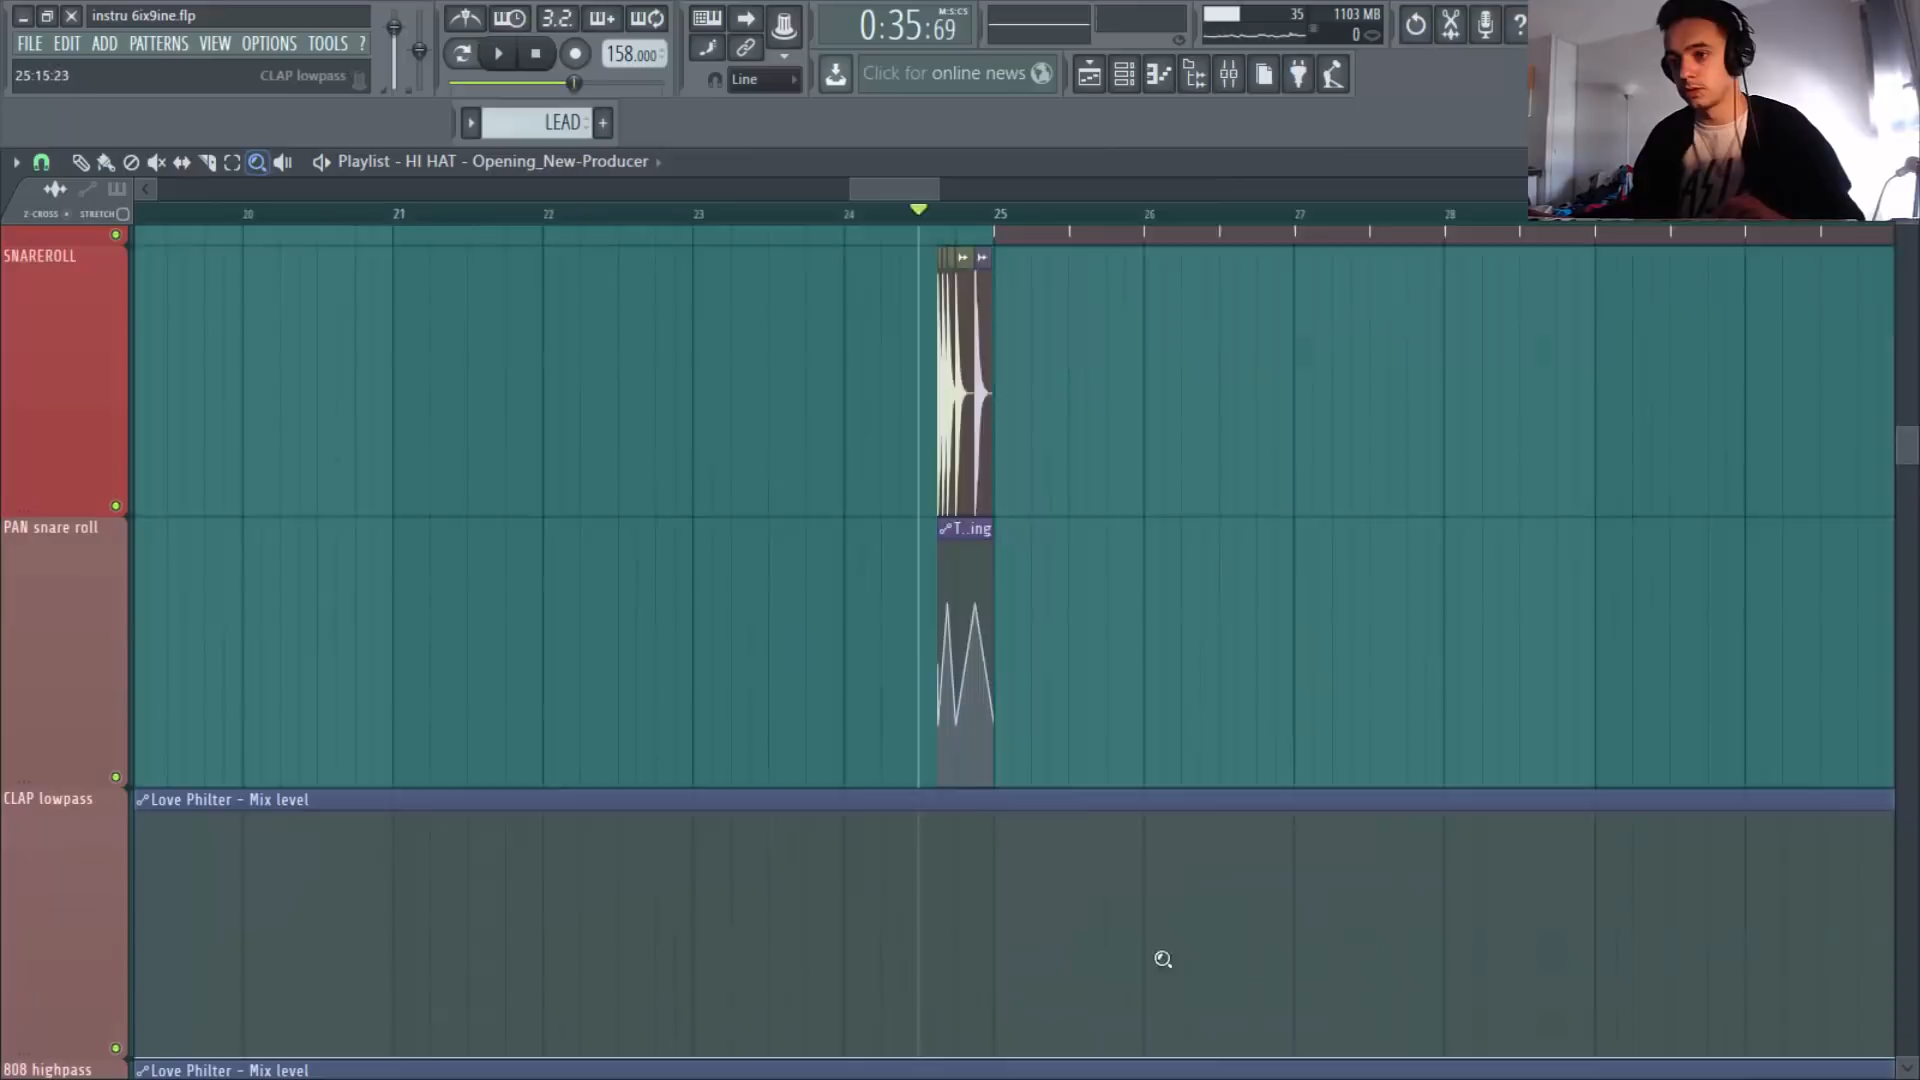 instru 6ix9ine.flp
FILE EDIT ADD PATTERNS VIEW OPTIONS TOOLS ?
25:15:23 CLAP lowpass
3.2.
158.000
Line
0:35:69
M:S:CS
Click for online news
35 1103 MB
0
?
LEAD
Playlist - HI HAT - Opening_New-Producer
Z-CROSS STRETCH
20 21 22 23 24 25 26 27 28
SNAREROLL
PAN snare roll
T..ing
CLAP lowpass
Love Philter - Mix level
808 highpass
Love Philter - Mix level